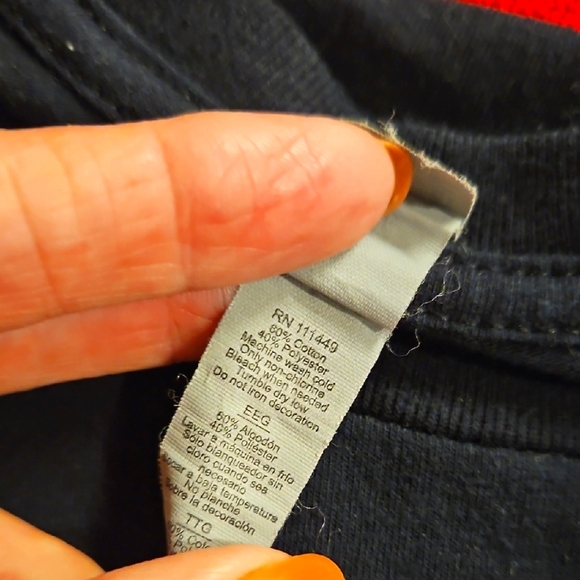 RN 111449
60% Cotton
40% Polyester
Machine wash cold
Only non-chlorine
Bleach when needed
Tumble dry low
Do not iron decoration
EEG
60% Algodón
40% Poliéster
Lavar a máquina en frío
Sólo blanqueador sin
cloro cuando sea
necesario
a baja temperatura
No planche
sobre la decoración
TTG